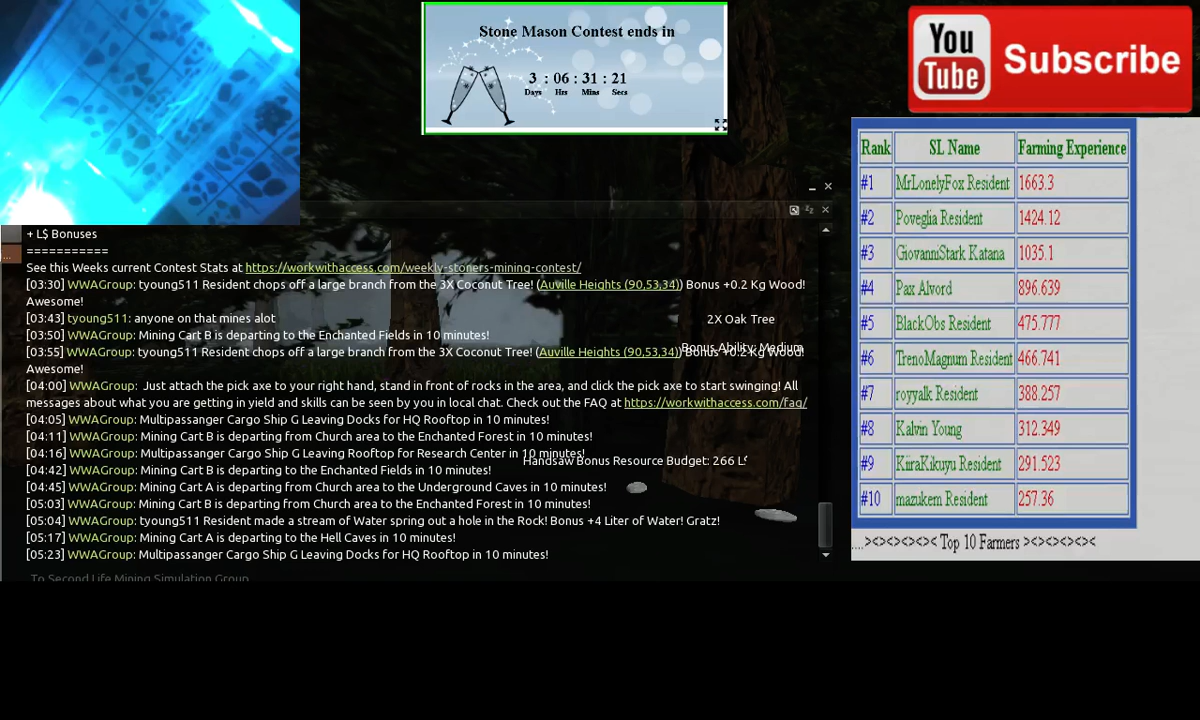 Stone Mason Contest ends in
3 : 06 : 31 : 21
Days Hrs Mins Secs
You Tube Subscribe
+ L$ Bonuses
===========
See this Weeks current Contest Stats at https://workwithaccess.com/weekly-stoners-mining-contest/
[03:30] WWAGroup: tyoung511 Resident chops off a large branch from the 3X Coconut Tree! (Auville Heights (90,53,34)) Bonus +0.2 Kg Wood!
Awesome!
[03:43] tyoung511: anyone on that mines alot
[03:50] WWAGroup: Mining Cart B is departing to the Enchanted Fields in 10 minutes!
[03:55] WWAGroup: tyoung511 Resident chops off a large branch from the 3X Coconut Tree! (Auville Heights (90,53,34)) Bonus +0.2 Kg Wood!
Awesome!
[04:00] WWAGroup: Just attach the pick axe to your right hand, stand in front of rocks in the area, and click the pick axe to start swinging! All
messages about what you are getting in yield and skills can be seen by you in local chat. Check out the FAQ at https://workwithaccess.com/faq/
[04:05] WWAGroup: Multipassanger Cargo Ship G Leaving Docks for HQ Rooftop in 10 minutes!
[04:11] WWAGroup: Mining Cart B is departing from Church area to the Enchanted Forest in 10 minutes!
[04:16] WWAGroup: Multipassanger Cargo Ship G Leaving Rooftop for Research Center in 10 minutes!
[04:42] WWAGroup: Mining Cart B is departing to the Enchanted Fields in 10 minutes!
[04:45] WWAGroup: Mining Cart A is departing from Church area to the Underground Caves in 10 minutes!
[05:03] WWAGroup: Mining Cart B is departing from Church area to the Enchanted Forest in 10 minutes!
[05:04] WWAGroup: tyoung511 Resident made a stream of Water spring out a hole in the Rock! Bonus +4 Liter of Water! Gratz!
[05:17] WWAGroup: Mining Cart A is departing to the Hell Caves in 10 minutes!
[05:23] WWAGroup: Multipassanger Cargo Ship G Leaving Docks for HQ Rooftop in 10 minutes!
To Second Life Mining Simulation Group
2X Oak Tree
Bonus Ability: Medium
Handsaw Bonus Resource Budget: 266 L$
Rank SL Name Farming Experience
#1 MrLonelyFox Resident 1663.3
#2 Poveglia Resident 1424.12
#3 GiovanniStark Katana 1035.1
#4 Pax Alvord 896.639
#5 BlackObs Resident 475.777
#6 TrenoMagnum Resident 466.741
#7 royyalk Resident 388.257
#8 Kalvin Young 312.349
#9 KiiraKikuyu Resident 291.523
#10 mazukem Resident 257.36
....><><><><>< Top 10 Farmers ><><><><><